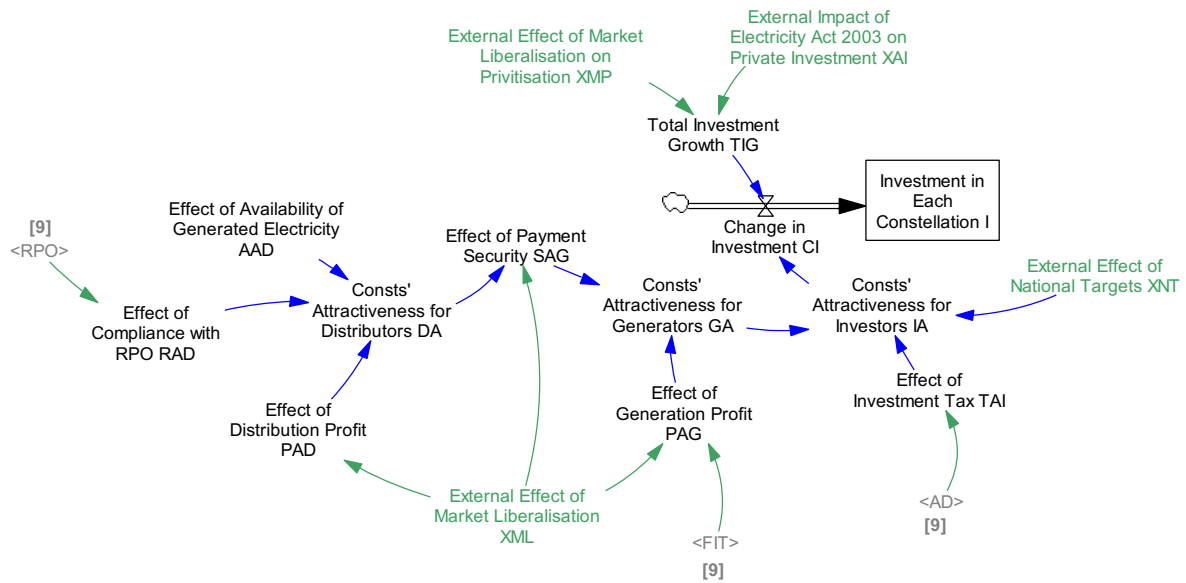 External Effect of Market
Liberalisation on
Privitisation XMP
External Impact of
Electricity Act 2003 on
Private Investment XAI
Total Investment
Growth TIG
Investment in
Each
Constellation I
Change in
Investment CI
Effect of Availability of
Generated Electricity
AAD
[9]
<RPO>
Effect of Payment
Security SAG
External Effect of
National Targets XNT
Consts'
Attractiveness for
Distributors DA
Consts'
Attractiveness for
Generators GA
Consts'
Attractiveness for
Investors IA
Effect of
Compliance with
RPO RAD
Effect of
Distribution Profit
PAD
Effect of
Generation Profit
PAG
Effect of
Investment Tax TAI
External Effect of
Market Liberalisation
XML
<FIT>
[9]
<AD>
[9]